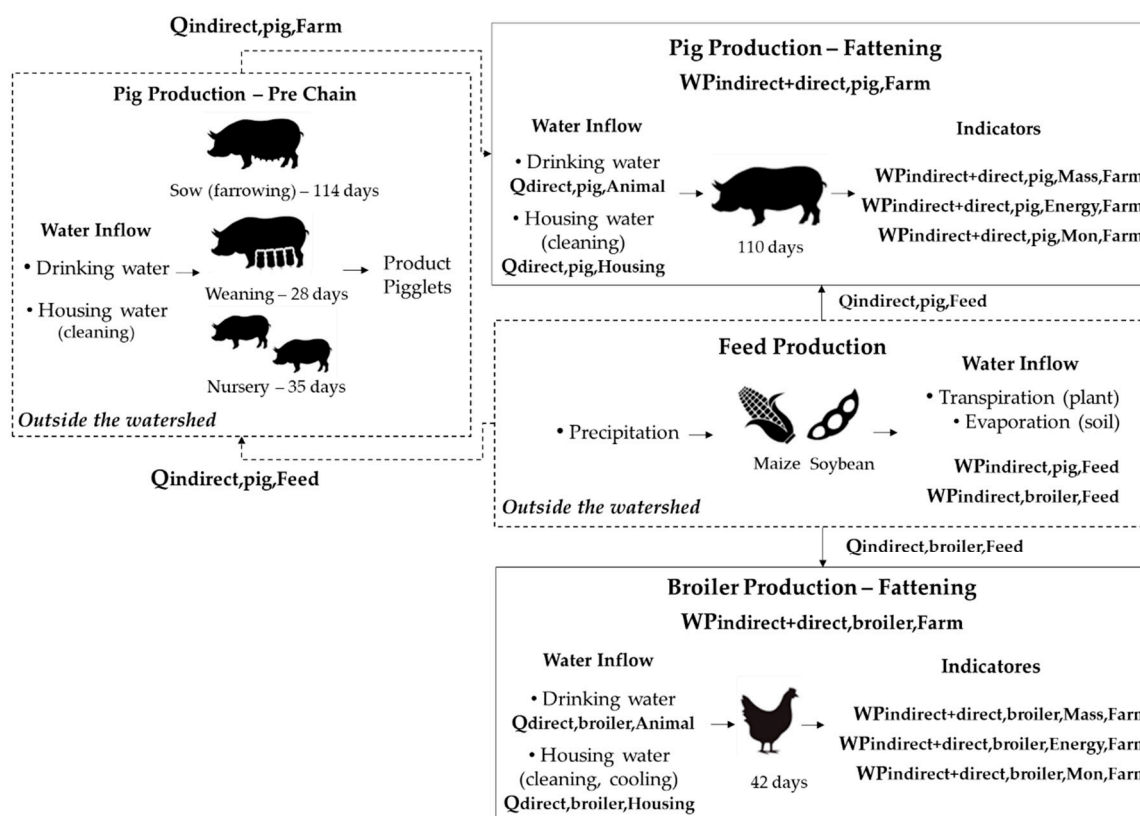 Qindirect,pig,Farm
Pig Production – Pre Chain
Sow (farrowing) – 114 days
Water Inflow
• Drinking water
• Housing water
(cleaning)
Weaning – 28 days
Product
Pigglets
Nursery – 35 days
Outside the watershed
Qindirect,pig,Feed
Pig Production – Fattening
WPindirect+direct,pig,Farm
Water Inflow
• Drinking water
Qdirect,pig,Animal
• Housing water
(cleaning)
Qdirect,pig,Housing
110 days
Indicators
WPindirect+direct,pig,Mass,Farm
WPindirect+direct,pig,Energy,Farm
WPindirect+direct,pig,Mon,Farm
Qindirect,pig,Feed
Feed Production
• Precipitation
Maize Soybean
Water Inflow
• Transpiration (plant)
• Evaporation (soil)
WPindirect,pig,Feed
WPindirect,broiler,Feed
Outside the watershed
Qindirect,broiler,Feed
Broiler Production – Fattening
WPindirect+direct,broiler,Farm
Water Inflow
• Drinking water
Qdirect,broiler,Animal
• Housing water
(cleaning, cooling)
Qdirect,broiler,Housing
42 days
Indicatores
WPindirect+direct,broiler,Mass,Farm
WPindirect+direct,broiler,Energy,Farm
WPindirect+direct,broiler,Mon,Farm